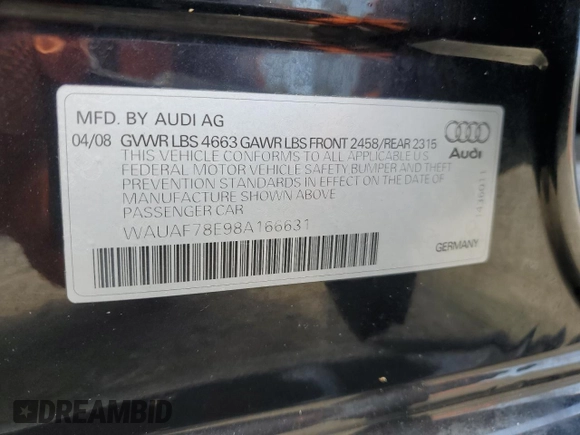 MFD. BY AUDI AG
04/08 GVWR LBS 4663 GAWR LBS FRONT 2458/REAR 2315
THIS VEHICLE CONFORMS TO ALL APPLICABLE U.S.
FEDERAL MOTOR VEHICLE SAFETY BUMPER AND THEFT
PREVENTION STANDARDS IN EFFECT ON THE DATE OF
MANUFACTURE SHOWN ABOVE
PASSENGER CAR
WAUAF78E98A166631
Audi
GERMANY
DREAMBID